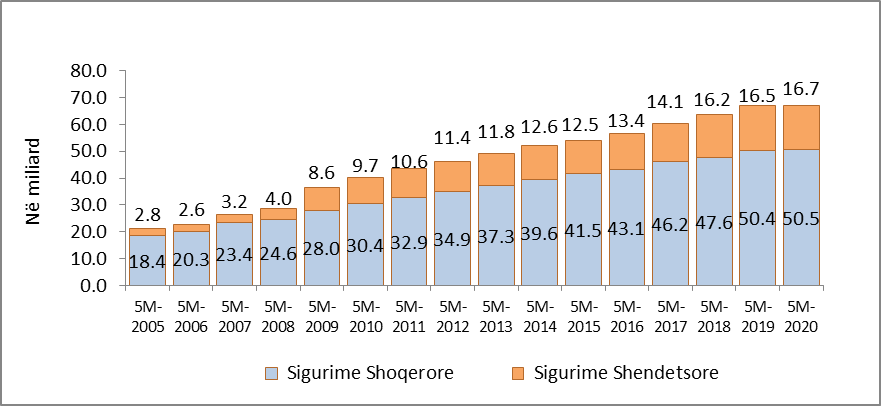 Në miliard
80.0
70.0
60.0
50.0
40.0
30.0
20.0
10.0
0.0
2.8 2.6 3.2 4.0 8.6 9.7 10.6 11.4 11.8 12.6 12.5 13.4 14.1 16.2 16.5 16.7
18.4 20.3 23.4 24.6 28.0 30.4 32.9 34.9 37.3 39.6 41.5 43.1 46.2 47.6 50.4 50.5
5M- 5M- 5M- 5M- 5M- 5M- 5M- 5M- 5M- 5M- 5M- 5M- 5M- 5M- 5M- 5M-
2005 2006 2007 2008 2009 2010 2011 2012 2013 2014 2015 2016 2017 2018 2019 2020
Sigurime Shoqerore Sigurime Shendetsore